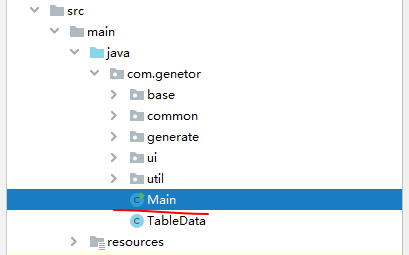 src
main
java
com.genetor
base
common
generate
ui
util
Main
TableData
resources